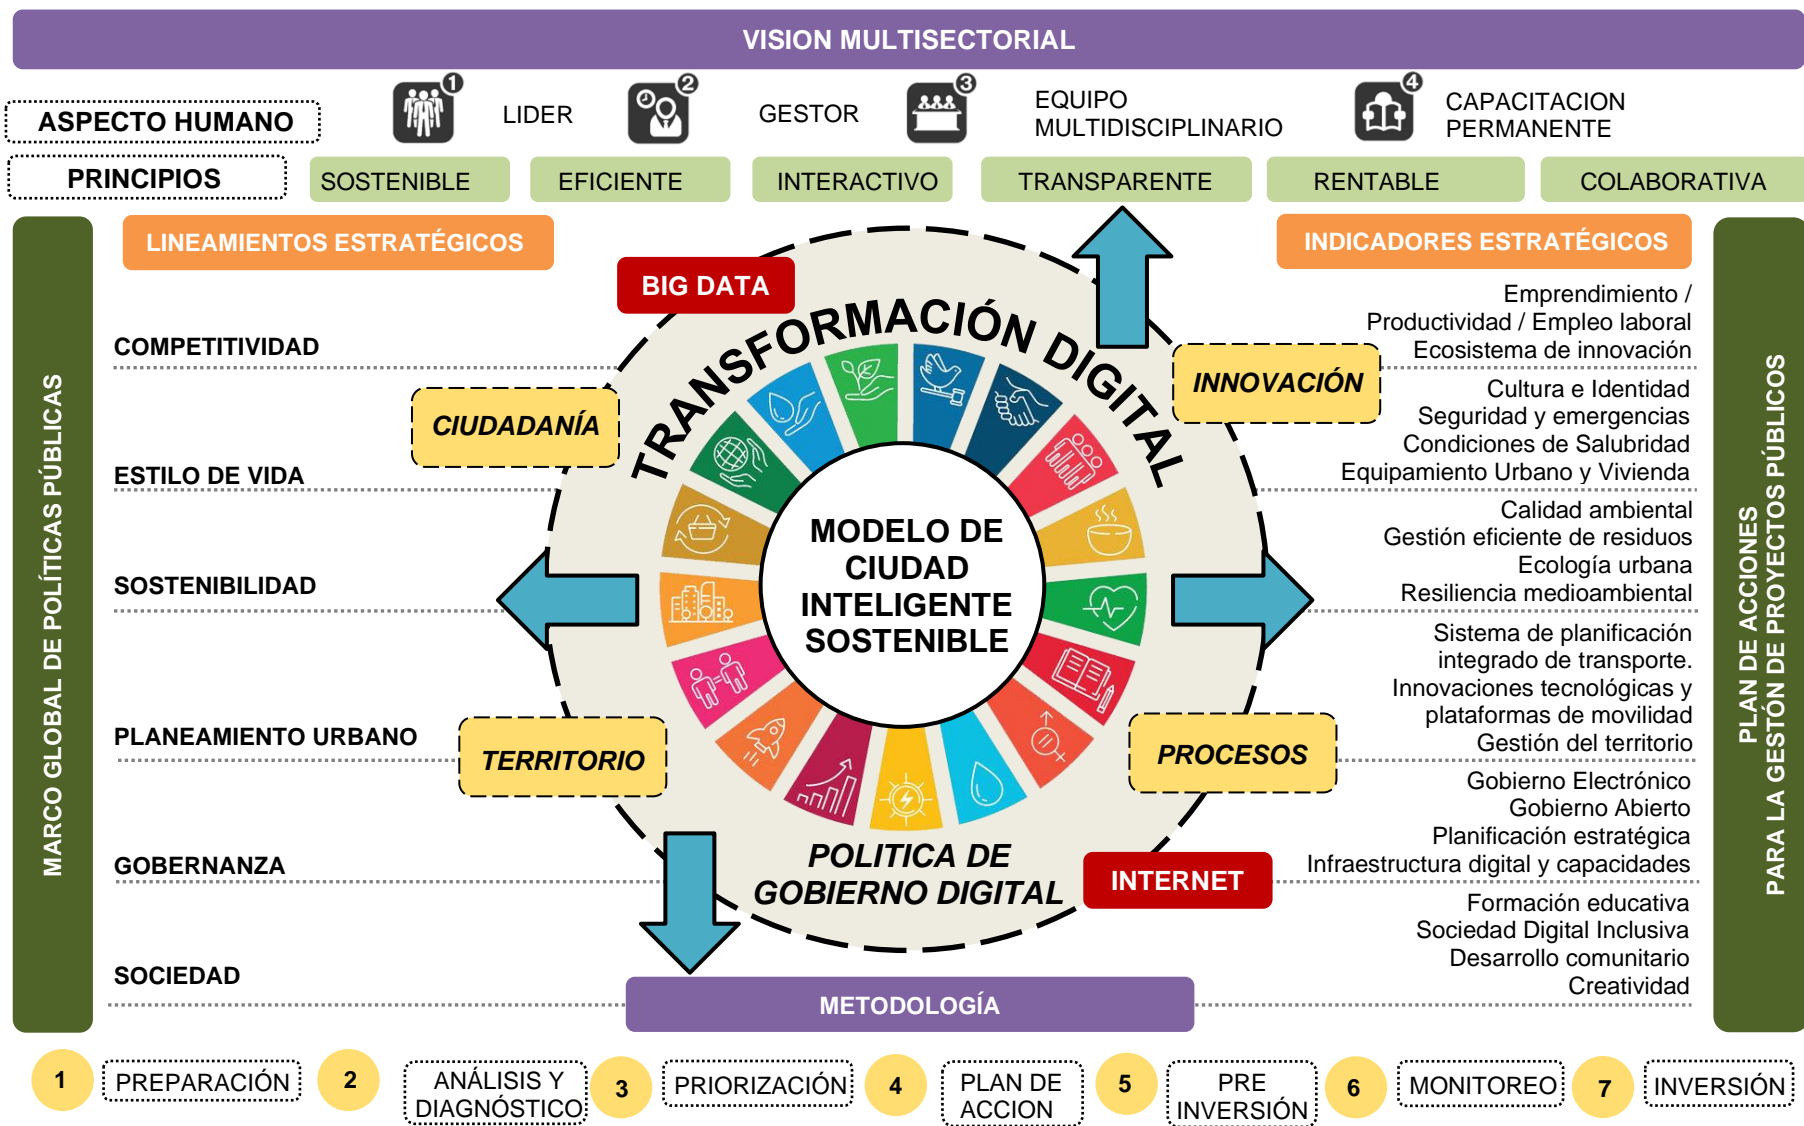 VISION MULTISECTORIAL
ASPECTO HUMANO
1
LIDER
2
GESTOR
3
EQUIPO
MULTIDISCIPLINARIO
4
CAPACITACION
PERMANENTE
PRINCIPIOS
SOSTENIBLE
EFICIENTE
INTERACTIVO
TRANSPARENTE
RENTABLE
COLABORATIVA
MARCO GLOBAL DE POLÍTICAS PÚBLICAS
LINEAMIENTOS ESTRATÉGICOS
COMPETITIVIDAD
ESTILO DE VIDA
SOSTENIBILIDAD
PLANEAMIENTO URBANO
GOBERNANZA
SOCIEDAD
BIG DATA
TRANSFORMACIÓN DIGITAL
CIUDADANÍA
INNOVACIÓN
MODELO DE
CIUDAD
INTELIGENTE
SOSTENIBLE
TERRITORIO
PROCESOS
POLITICA DE
GOBIERNO DIGITAL
INTERNET
INDICADORES ESTRATÉGICOS
Emprendimiento /
Productividad / Empleo laboral
Ecosistema de innovación
Cultura e Identidad
Seguridad y emergencias
Condiciones de Salubridad
Equipamiento Urbano y Vivienda
Calidad ambiental
Gestión eficiente de residuos
Ecología urbana
Resiliencia medioambiental
Sistema de planificación
integrado de transporte.
Innovaciones tecnológicas y
plataformas de movilidad
Gestión del territorio
Gobierno Electrónico
Gobierno Abierto
Planificación estratégica
Infraestructura digital y capacidades
Formación educativa
Sociedad Digital Inclusiva
Desarrollo comunitario
Creatividad
PLAN DE ACCIONES
PARA LA GESTÓN DE PROYECTOS PÚBLICOS
METODOLOGÍA
1
PREPARACIÓN
2
ANÁLISIS Y
DIAGNÓSTICO
3
PRIORIZACIÓN
4
PLAN DE
ACCION
5
PRE
INVERSIÓN
6
MONITOREO
7
INVERSIÓN